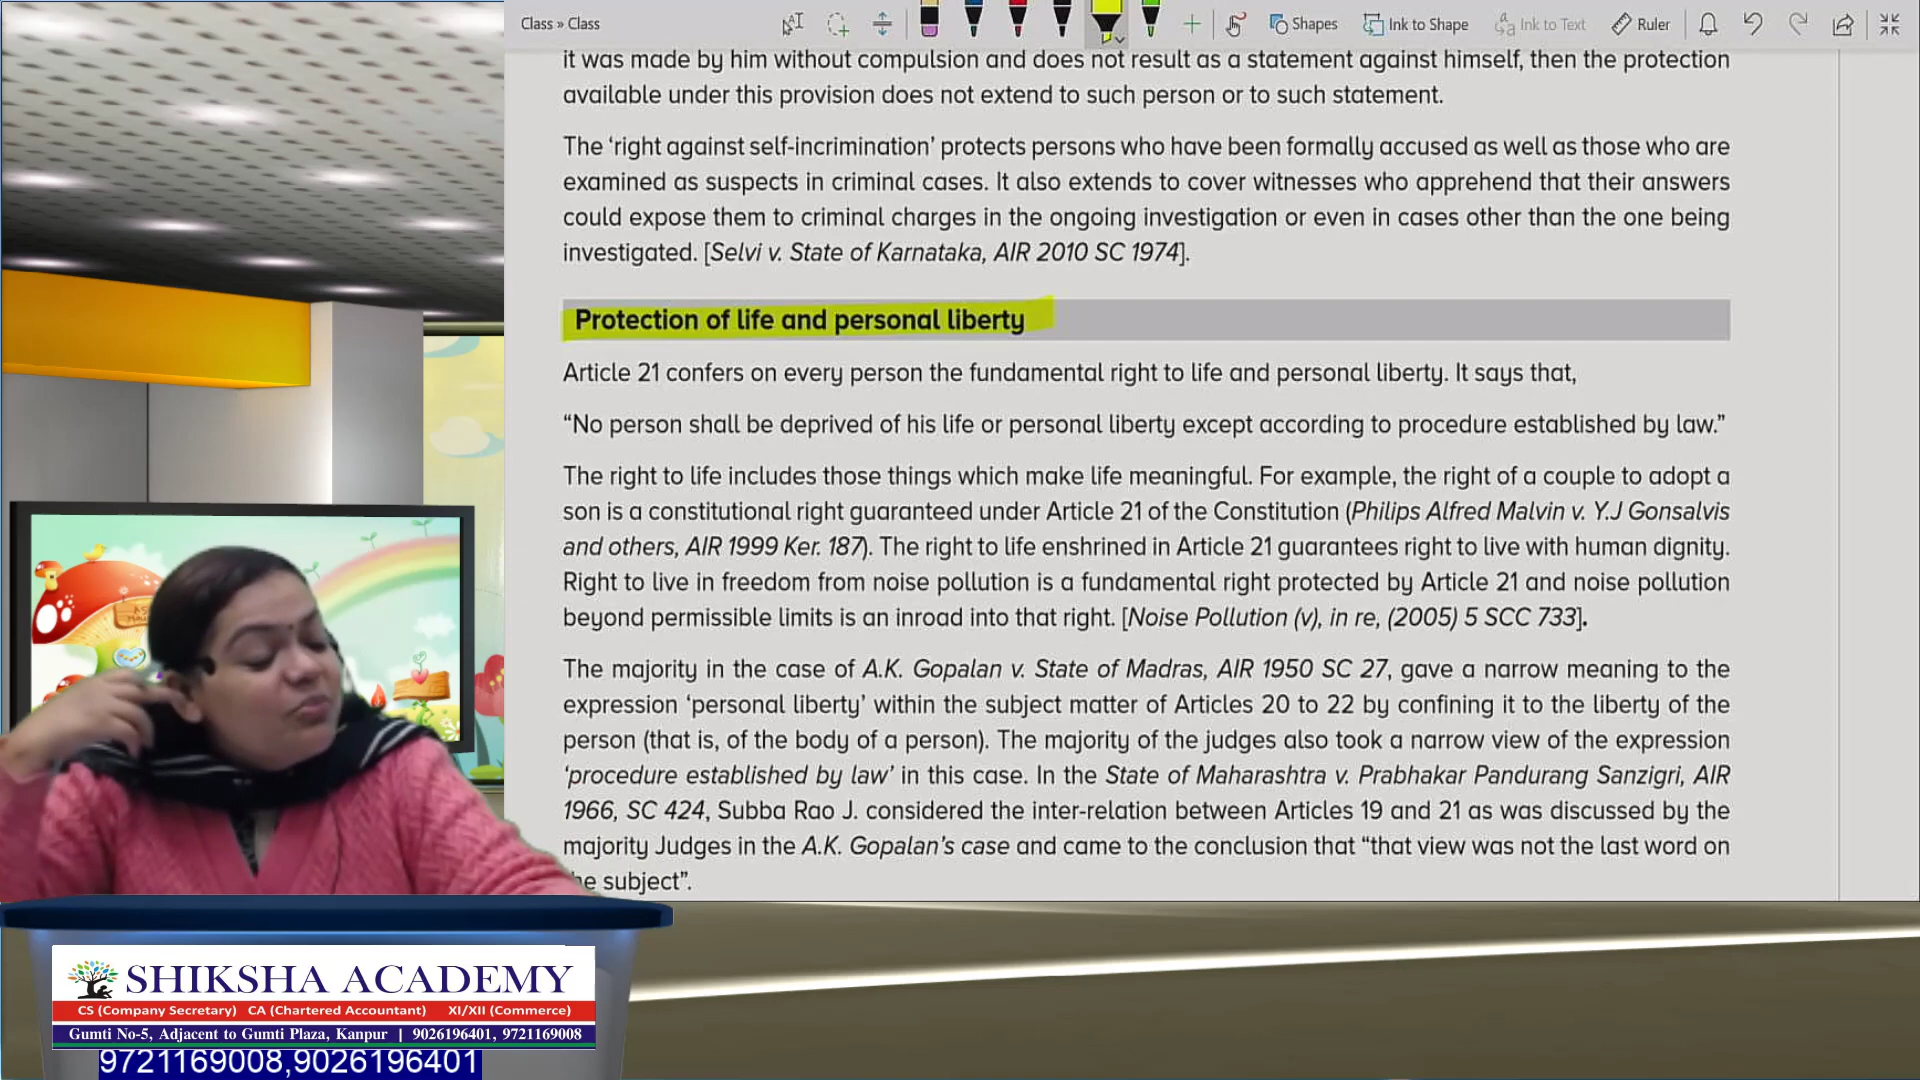 Class » Class
Shapes
Ink to Shape
Ink to Text
Ruler
it was made by him without compulsion and does not result as a statement against himself, then the protection
available under this provision does not extend to such person or to such statement.
The ‘right against self-incrimination’ protects persons who have been formally accused as well as those who are
examined as suspects in criminal cases. It also extends to cover witnesses who apprehend that their answers
could expose them to criminal charges in the ongoing investigation or even in cases other than the one being
investigated. [Selvi v. State of Karnataka, AIR 2010 SC 1974].
Protection of life and personal liberty
Article 21 confers on every person the fundamental right to life and personal liberty. It says that,
“No person shall be deprived of his life or personal liberty except according to procedure established by law.”
The right to life includes those things which make life meaningful. For example, the right of a couple to adopt a
son is a constitutional right guaranteed under Article 21 of the Constitution (Philips Alfred Malvin v. Y.J Gonsalvis
and others, AIR 1999 Ker. 187). The right to life enshrined in Article 21 guarantees right to live with human dignity.
Right to live in freedom from noise pollution is a fundamental right protected by Article 21 and noise pollution
beyond permissible limits is an inroad into that right. [Noise Pollution (v), in re, (2005) 5 SCC 733].
The majority in the case of A.K. Gopalan v. State of Madras, AIR 1950 SC 27, gave a narrow meaning to the
expression ‘personal liberty’ within the subject matter of Articles 20 to 22 by confining it to the liberty of the
person (that is, of the body of a person). The majority of the judges also took a narrow view of the expression
‘procedure established by law’ in this case. In the State of Maharashtra v. Prabhakar Pandurang Sanzigri, AIR
1966, SC 424, Subba Rao J. considered the inter-relation between Articles 19 and 21 as was discussed by the
majority Judges in the A.K. Gopalan’s case and came to the conclusion that “that view was not the last word on
he subject”.
SHIKSHA ACADEMY
CS (Company Secretary) CA (Chartered Accountant) XI/XII (Commerce)
Gumti No-5, Adjacent to Gumti Plaza, Kanpur | 9026196401, 9721169008
9721169008,9026196401